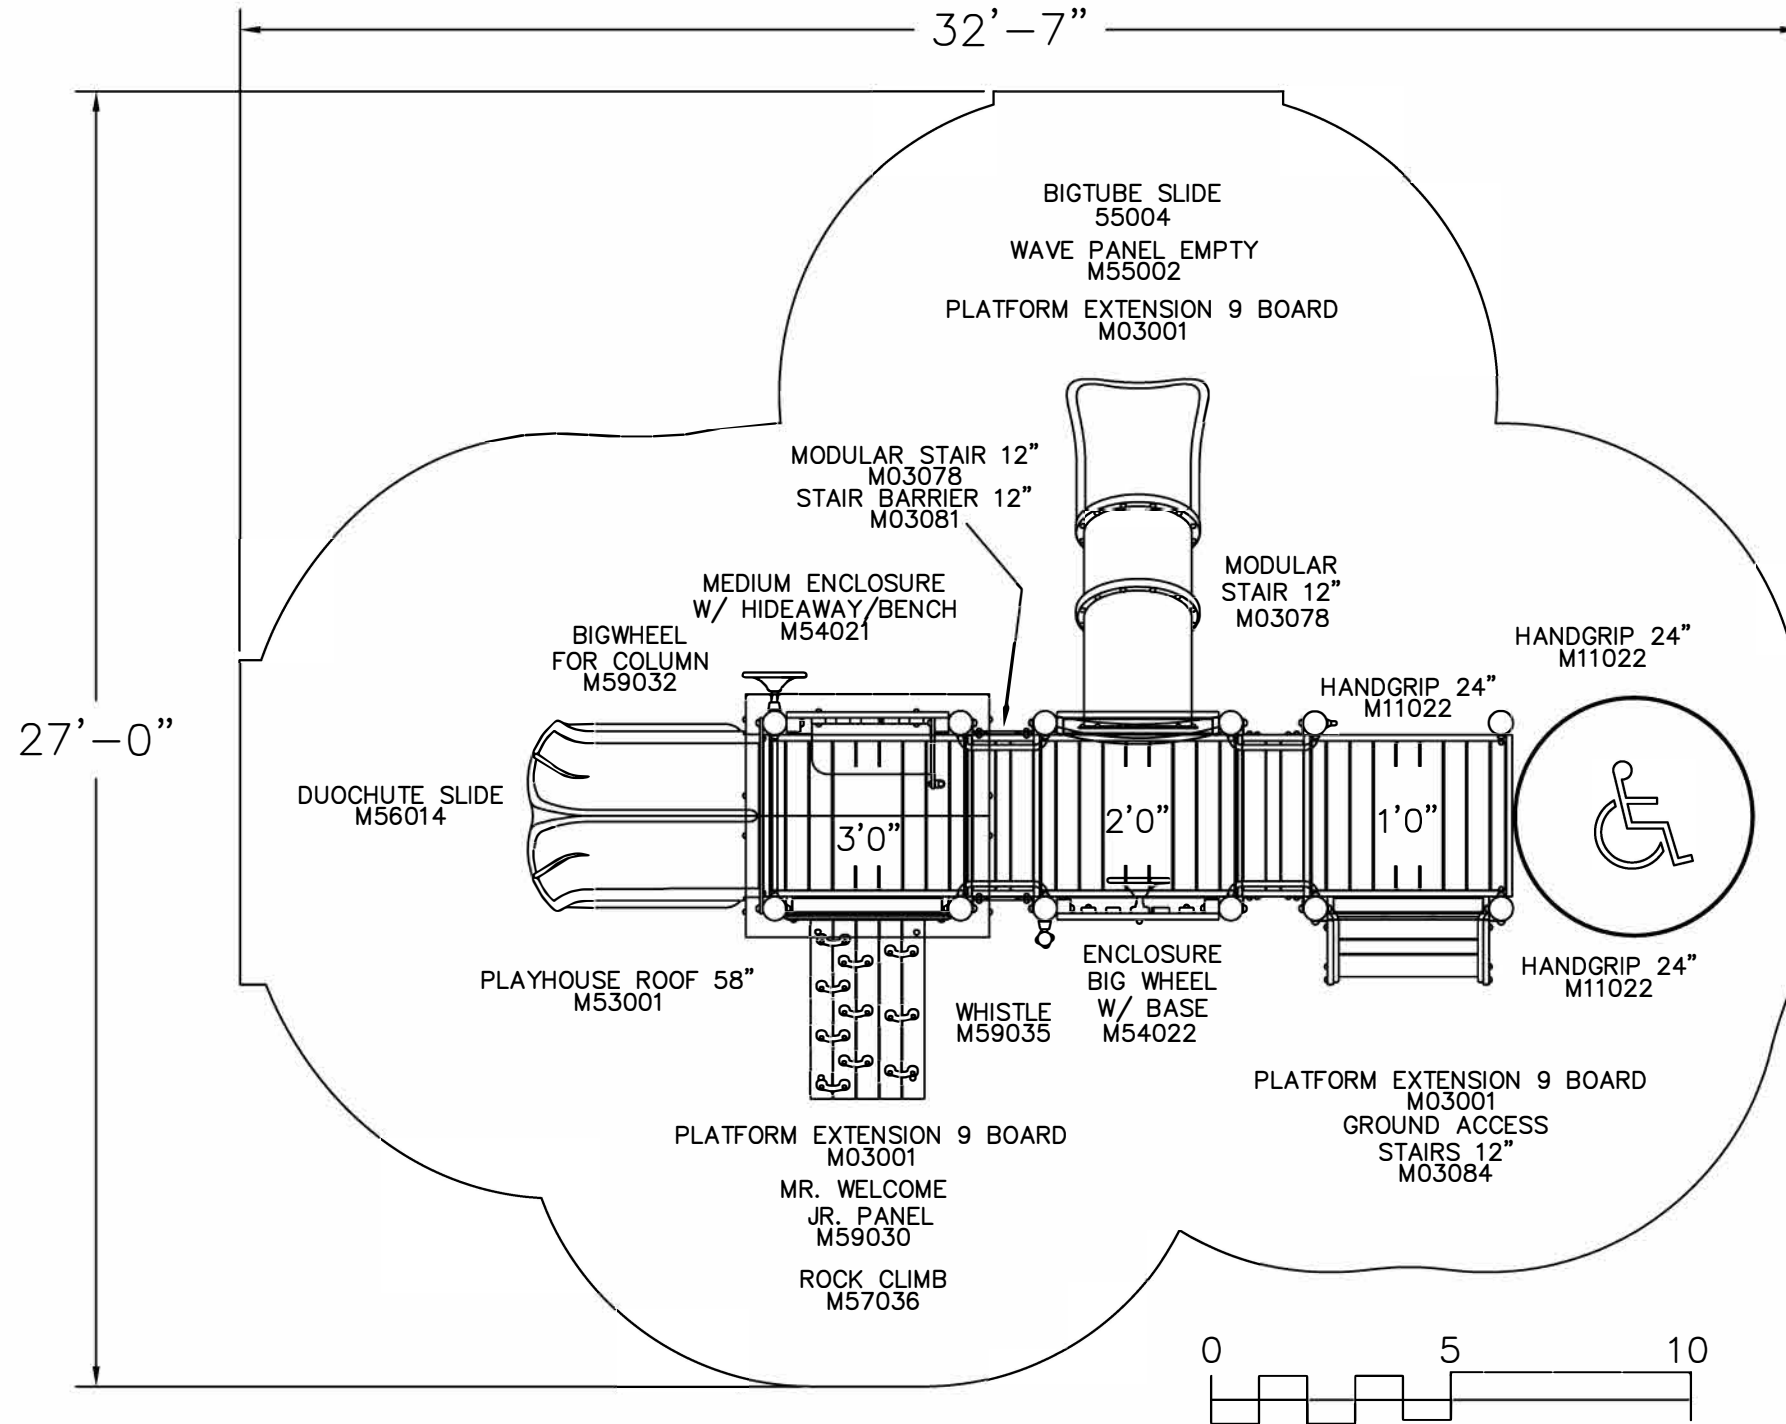 32'-7"
BIGTUBE SLIDE
55004
WAVE PANEL EMPTY
M55002
PLATFORM EXTENSION 9 BOARD
M03001
MODULAR STAIR 12"
M03078
STAIR BARRIER 12"
M03081
MODULAR
STAIR 12"
M03078
MEDIUM ENCLOSURE
W/ HIDEAWAY/BENCH
M54021
BIGWHEEL
FOR COLUMN
M59032
HANDGRIP 24"
M11022
HANDGRIP 24"
M11022
27'-0"
DUOCHUTE SLIDE
M56014
3'0"
2'0"
1'0"
PLAYHOUSE ROOF 58"
M53001
WHISTLE
M59035
ENCLOSURE
BIG WHEEL
W/ BASE
M54022
HANDGRIP 24"
M11022
PLATFORM EXTENSION 9 BOARD
M03001
GROUND ACCESS
STAIRS 12"
M03084
PLATFORM EXTENSION 9 BOARD
M03001
MR. WELCOME
JR. PANEL
M59030
ROCK CLIMB
M57036
0 5 10